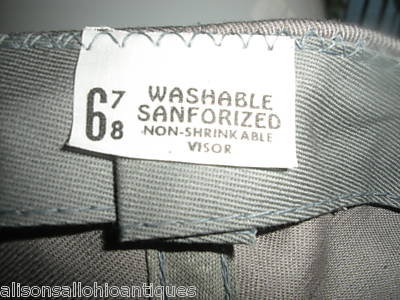 6 7/8
WASHABLE
SANFORIZED
NON-SHRINKABLE
VISOR
alisonsallohioantiques